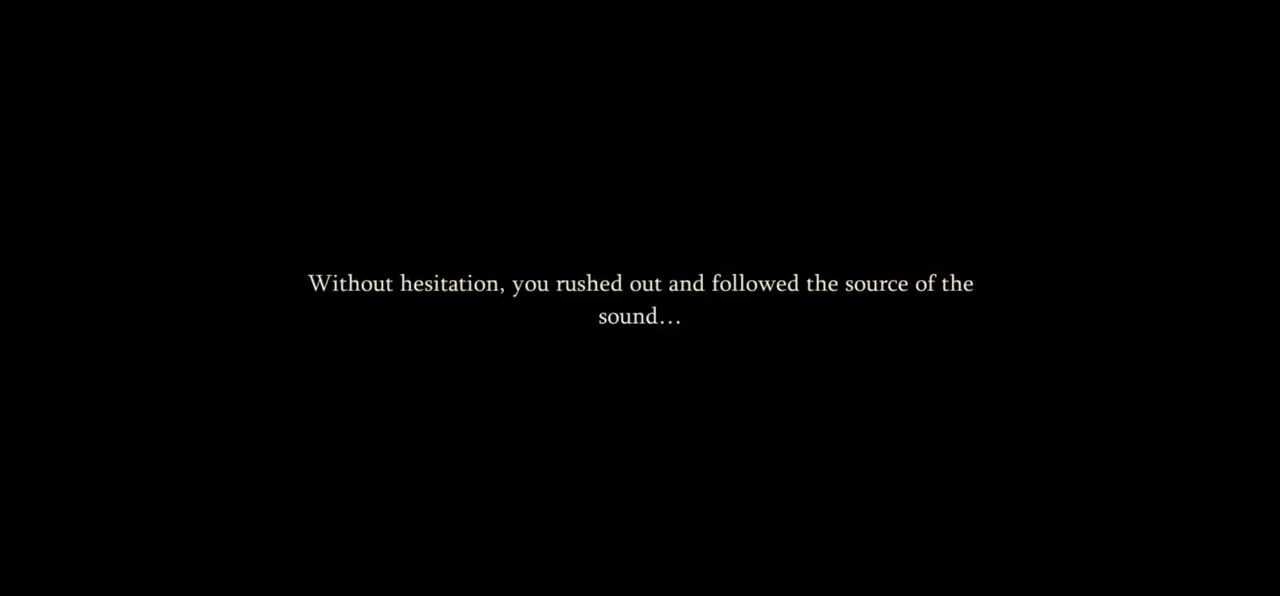 Without hesitation, you rushed out and followed the source of the
sound...